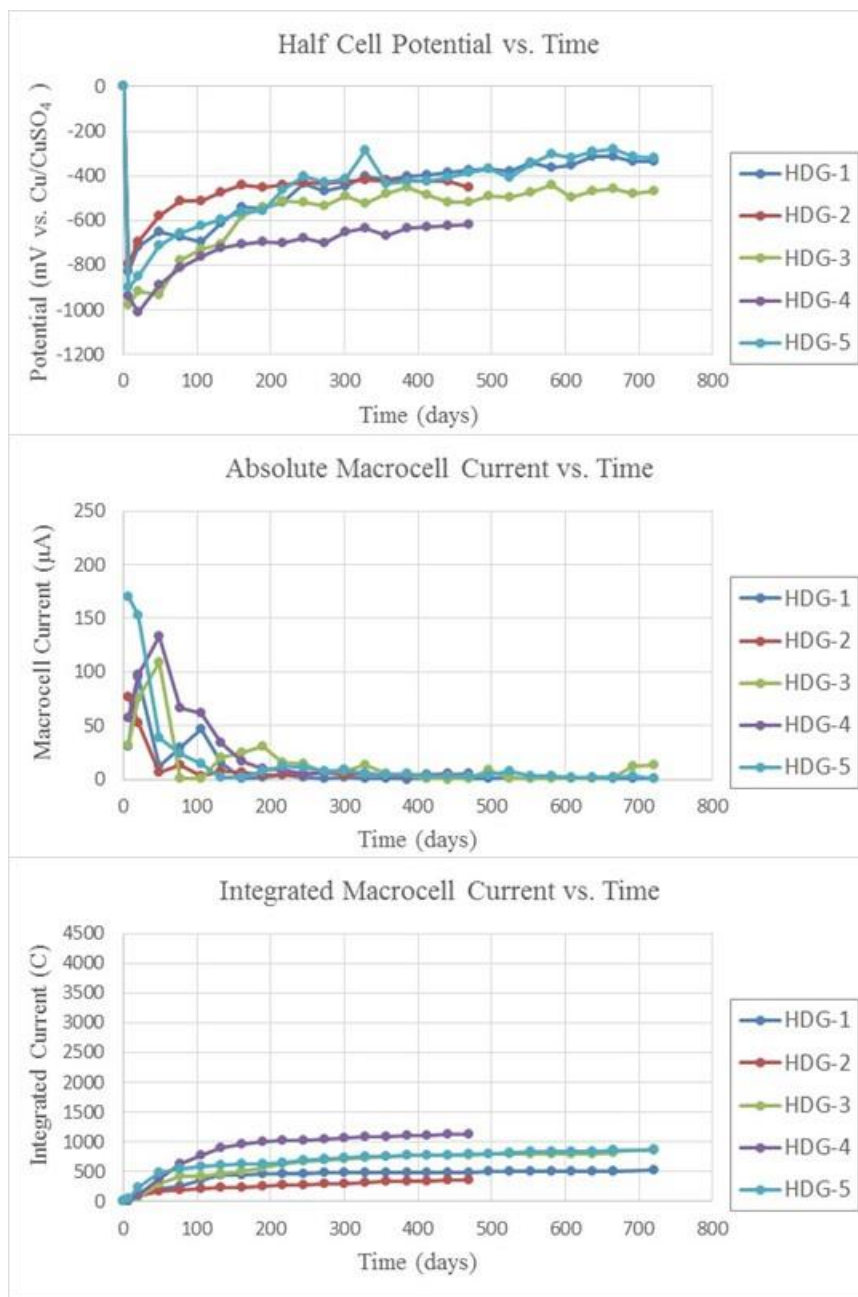 Half Cell Potential vs. Time
Potential (mV vs. Cu/CuSO₄)
0
-200
-400
-600
-800
-1000
-1200
0 100 200 300 400 500 600 700 800
Time (days)
HDG-1
HDG-2
HDG-3
HDG-4
HDG-5
Absolute Macrocell Current vs. Time
Macrocell Current (µA)
250
200
150
100
50
0
0 100 200 300 400 500 600 700 800
Time (days)
HDG-1
HDG-2
HDG-3
HDG-4
HDG-5
Integrated Macrocell Current vs. Time
Integrated Current (C)
4500
4000
3500
3000
2500
2000
1500
1000
500
0
0 100 200 300 400 500 600 700 800
Time (days)
HDG-1
HDG-2
HDG-3
HDG-4
HDG-5